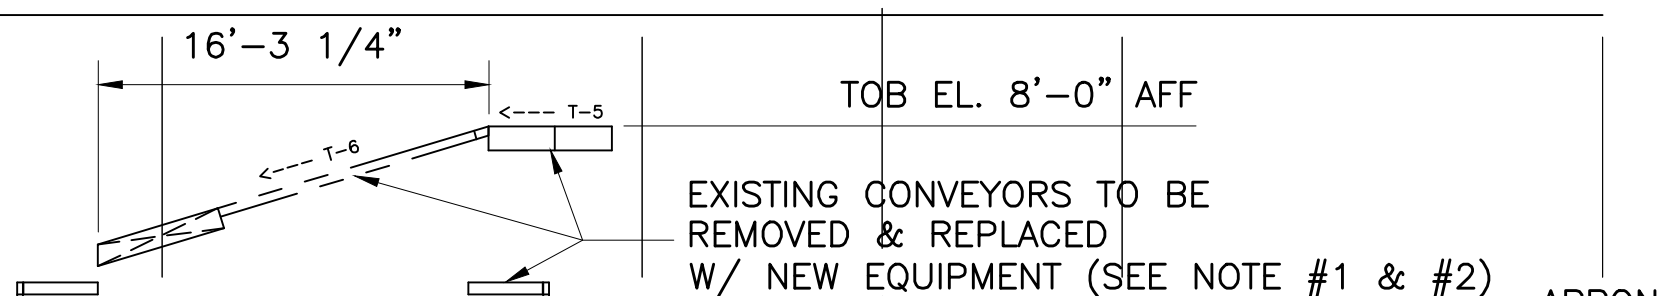 16'-3 1/4"
TOB EL. 8'-0" AFF
T-5
T-6
EXISTING CONVEYORS TO BE
REMOVED & REPLACED
W/ NEW EQUIPMENT (SEE NOTE #1 & #2)